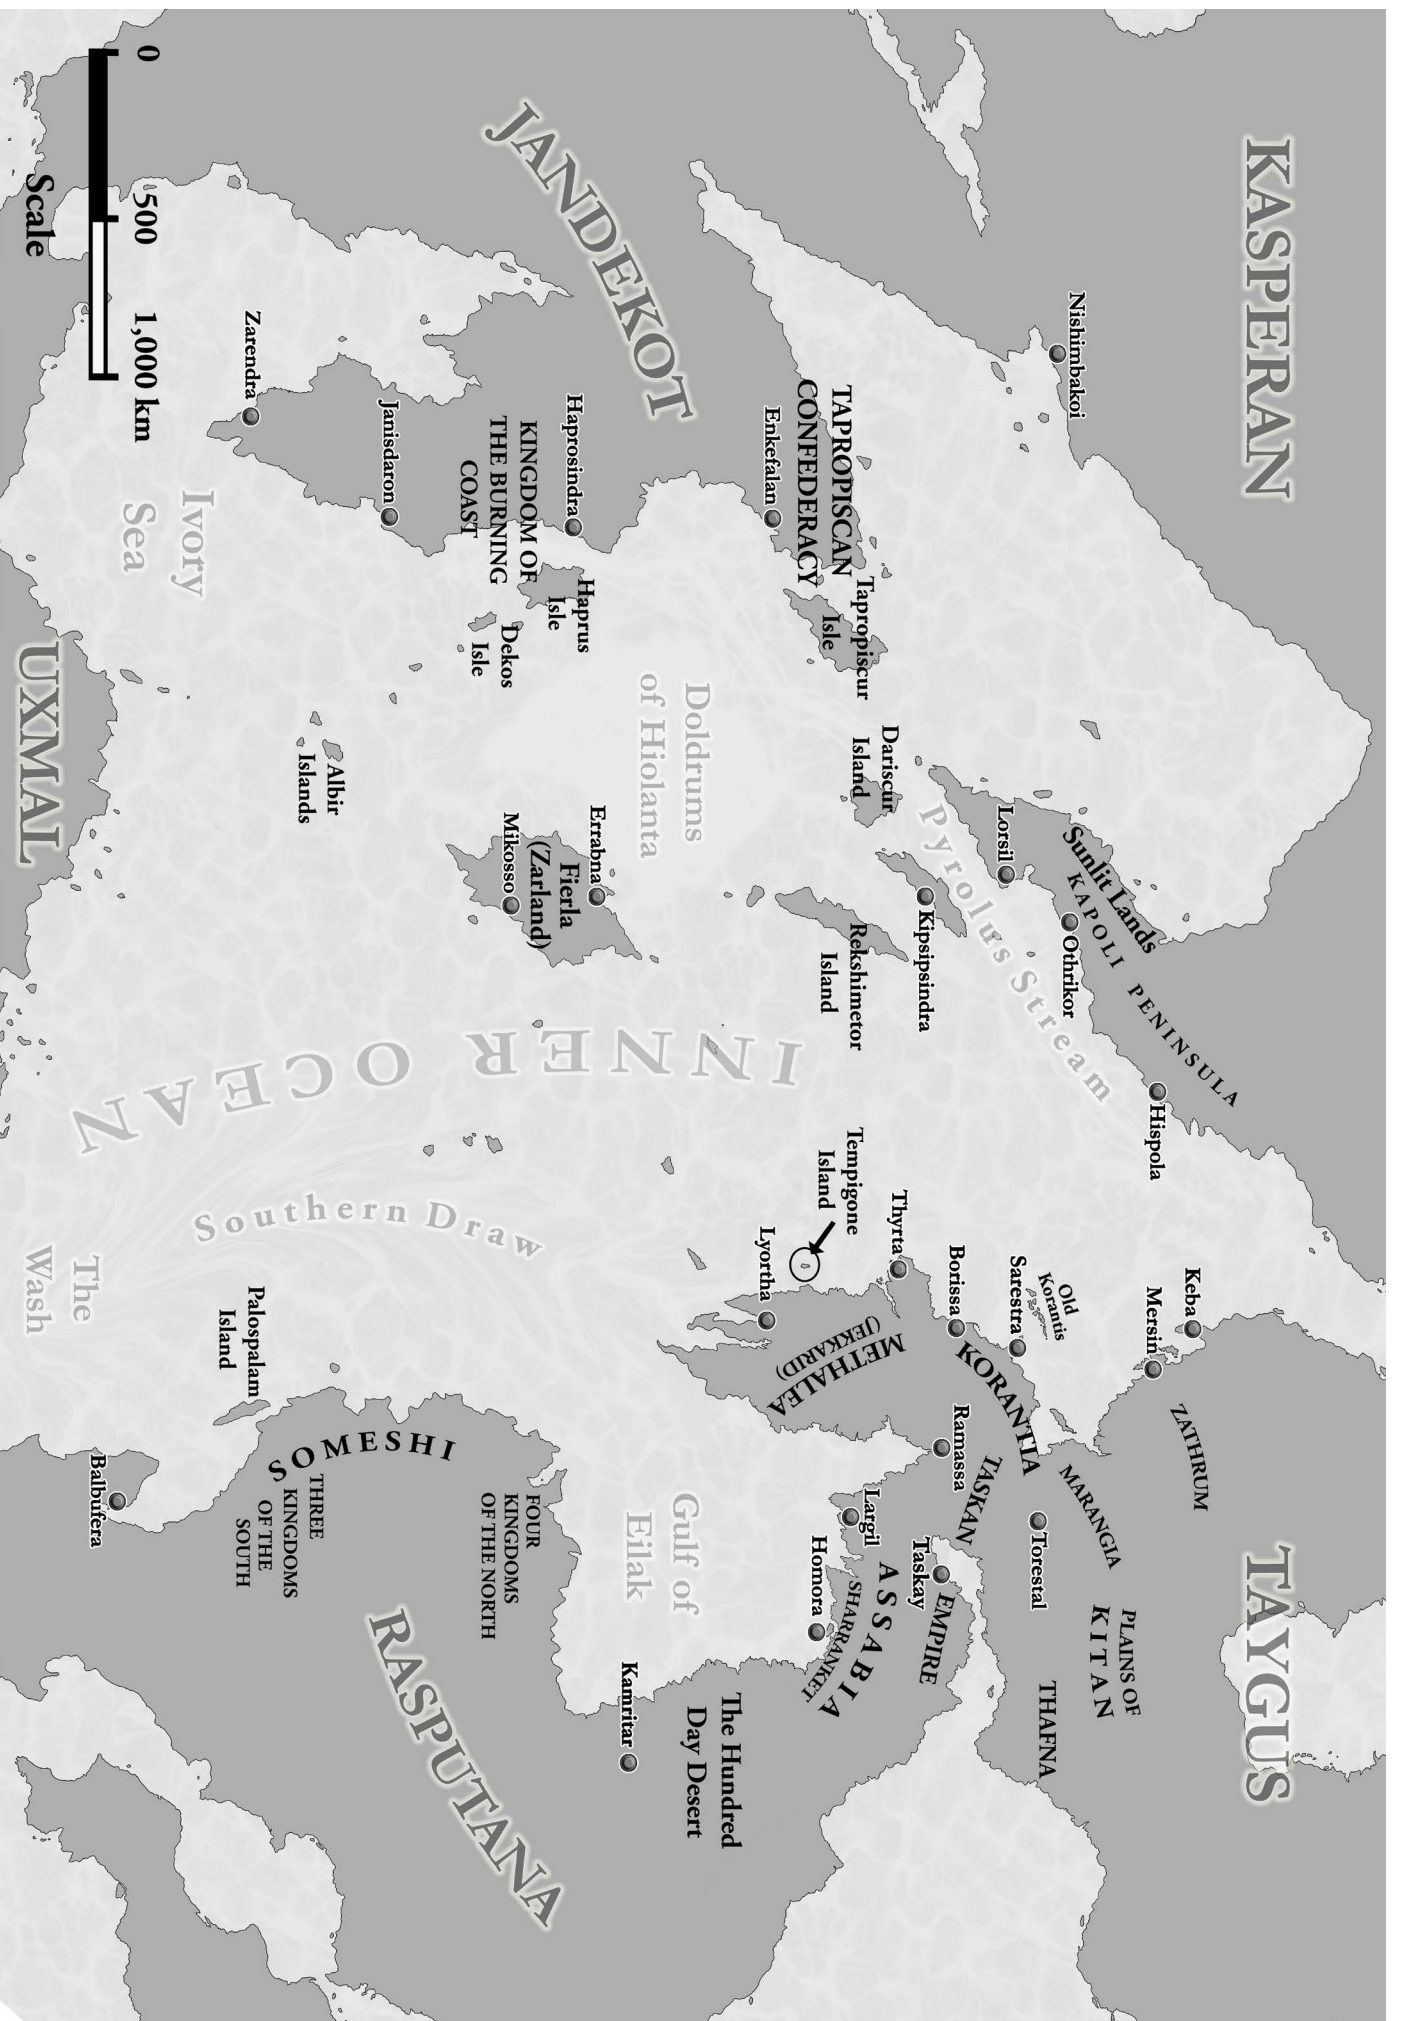 KASPERAN
TAYGUS
JANDEKOT
RASPUTANA
UXMAL
Nishimbakoi
TAPROPISCAN
CONFEDERACY
Enkefalan
Tapropiscur
Isle
Haprosindra
KINGDOM OF
THE BURNING
COAST
Haprus
Isle
Dekos
Isle
Janisdaron
Zarendra
Ivory
Sea
Doldrums
of Hiolanta
Dariscur
Island
Pyrolus Stream
Lorsil
Sunlit Lands
KAPOLI PENINSULA
Othrikor
Hispola
Kipsipsindra
Rekshimetor
Island
Errabna
Fierla
(Zarland)
Mikosso
Albir
Islands
INNER OCEAN
Southern Draw
The
Wash
Tempigone
Island
Thyrta
Lyortha
Borissa
Sarestra
Old
Korantis
Keba
Mersin
ZATHRUM
METHALEA
(JEKKARID)
KORANTIA
MARANGIA
Ramassa
TASKAN
EMPIRE
Torestal
Taskay
Largil
Homora
ASSABIA
SHARRANKET
PLAINS OF
KITAN
THAFNA
The Hundred
Day Desert
Kamritar
Gulf of
Eilak
FOUR
KINGDOMS
OF THE NORTH
SOMESHI
THREE
KINGDOMS
OF THE
SOUTH
Palospalam
Island
Balbufera
0 500 1,000 km
Scale